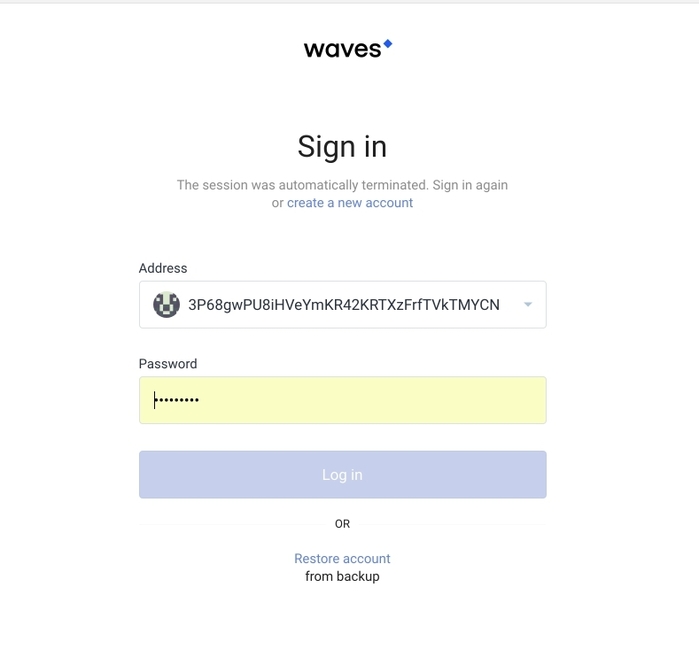 waves
Sign in
The session was automatically terminated. Sign in again
or create a new account
Address
3P68gwPU8iHVeYmKR42KRTXzFrfTVkTMYCN
Password
•••••••••
Log in
OR
Restore account
from backup